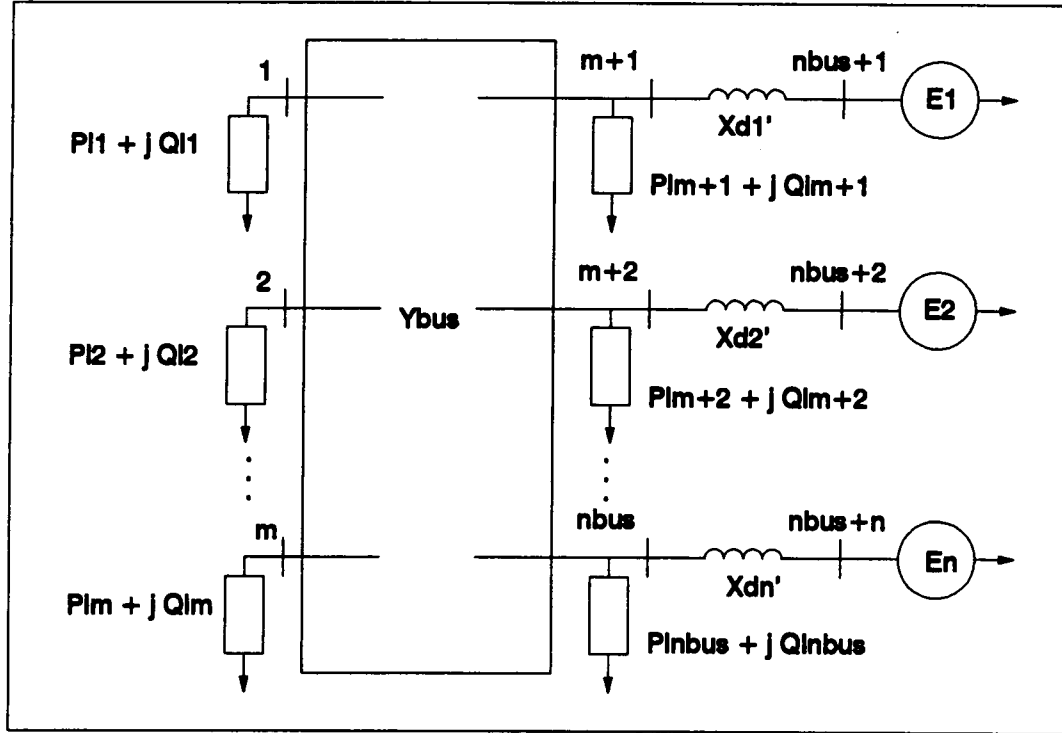 1
m+1
nbus+1
E1
Pl1 + j Ql1
Xd1'
Plm+1 + j Qlm+1
2
m+2
nbus+2
Ybus
E2
Pl2 + j Ql2
Xd2'
Plm+2 + j Qlm+2
m
nbus
nbus+n
En
Plm + j Qlm
Xdn'
Plnbus + j Qlnbus